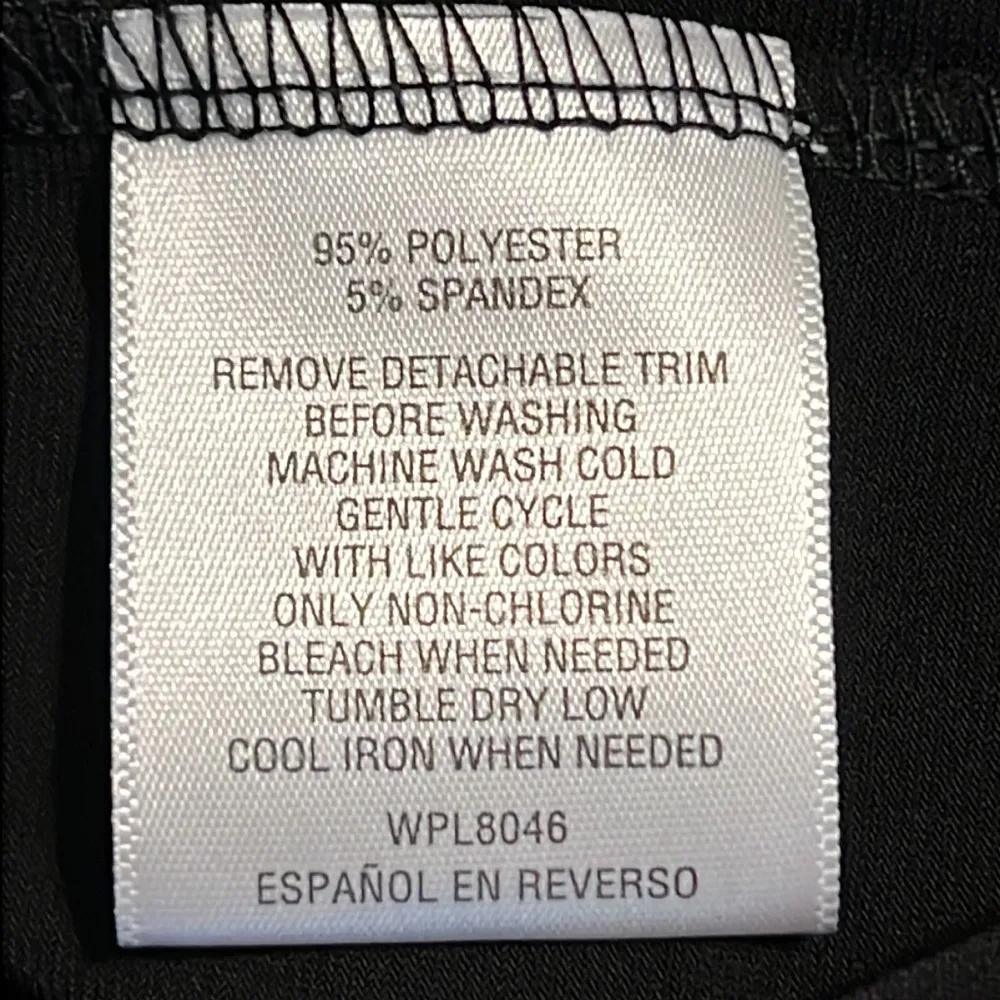 95% POLYESTER
5% SPANDEX
REMOVE DETACHABLE TRIM
BEFORE WASHING
MACHINE WASH COLD
GENTLE CYCLE
WITH LIKE COLORS
ONLY NON-CHLORINE
BLEACH WHEN NEEDED
TUMBLE DRY LOW
COOL IRON WHEN NEEDED
WPL8046
ESPAÑOL EN REVERSO